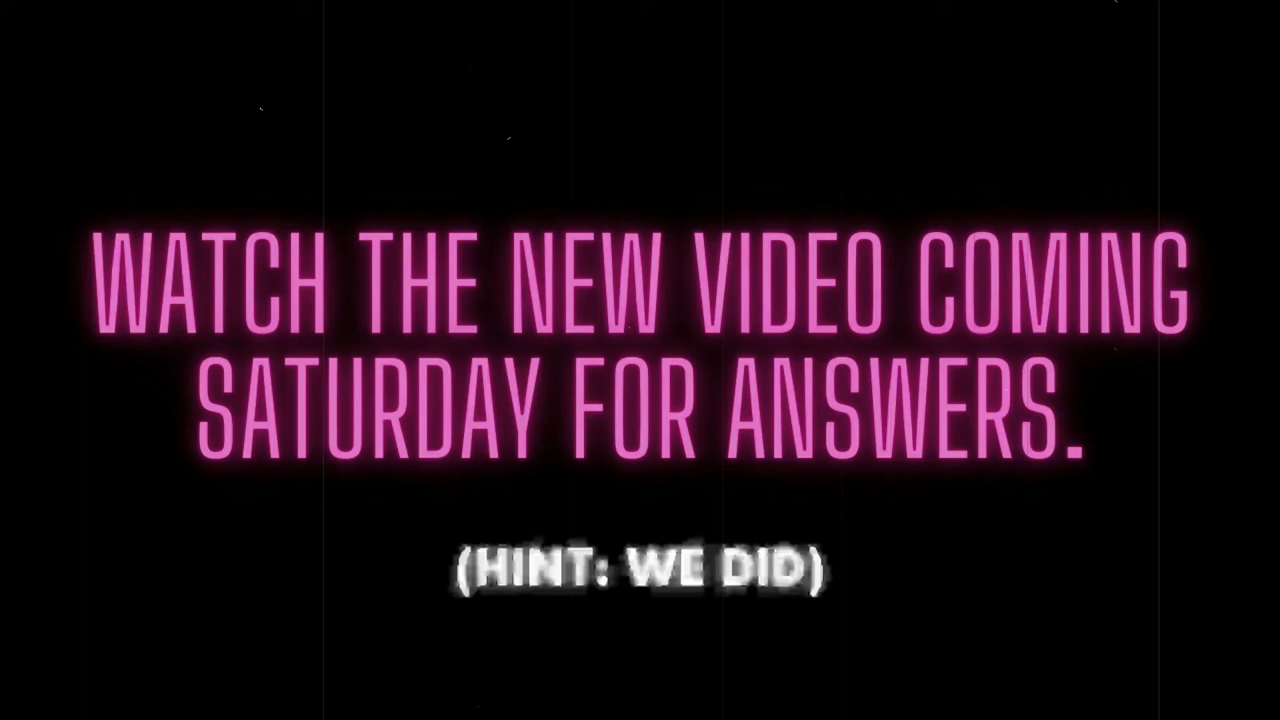 WATCH THE NEW VIDEO COMING
SATURDAY FOR ANSWERS.
(HINT: WE DID)